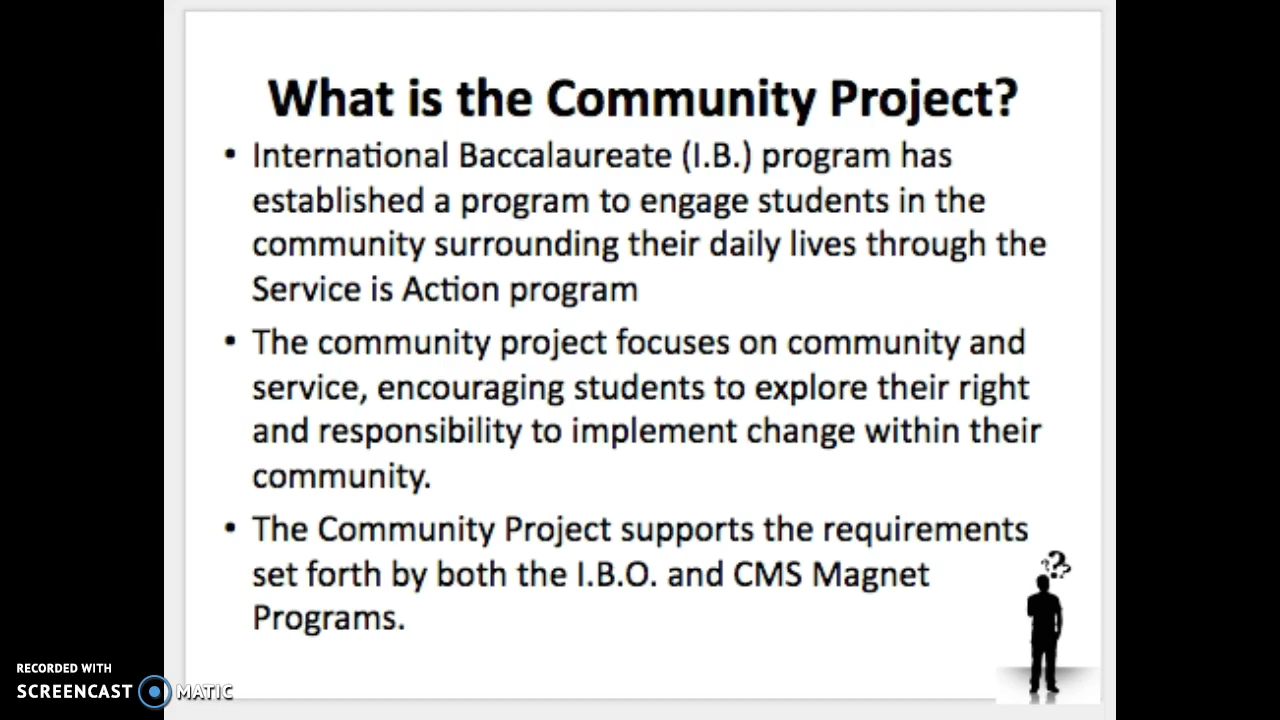 What is the Community Project?
• International Baccalaureate (I.B.) program has
established a program to engage students in the
community surrounding their daily lives through the
Service is Action program
• The community project focuses on community and
service, encouraging students to explore their right
and responsibility to implement change within their
community.
• The Community Project supports the requirements
set forth by both the I.B.O. and CMS Magnet
Programs.
???
RECORDED WITH
SCREENCAST MATIC